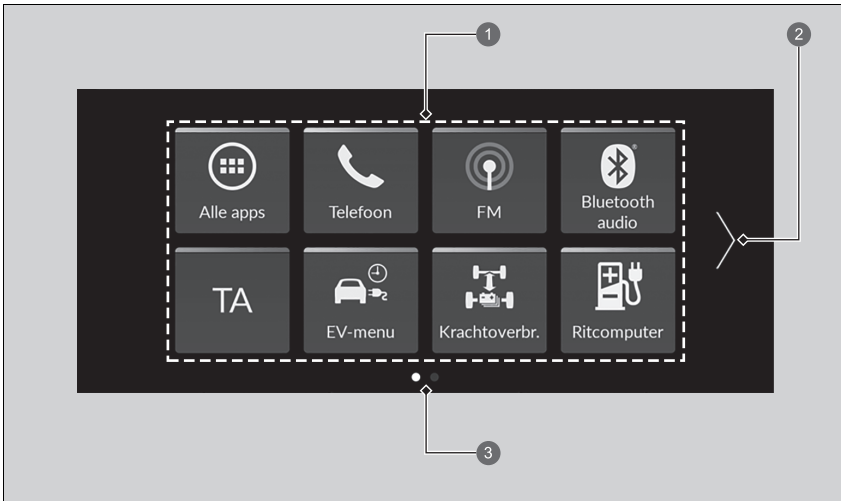 1
2
Alle apps
Telefoon
FM
Bluetooth
audio
TA
EV-menu
Krachtoverbr.
Ritcomputer
3